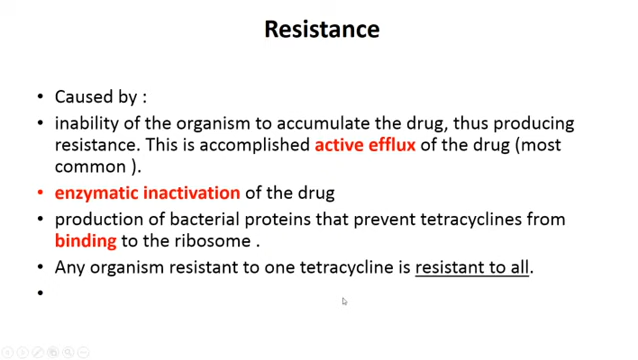 Resistance
• Caused by :
• inability of the organism to accumulate the drug, thus producing
resistance. This is accomplished active efflux of the drug (most
common ).
• enzymatic inactivation of the drug
• production of bacterial proteins that prevent tetracyclines from
binding to the ribosome .
• Any organism resistant to one tetracycline is resistant to all.
•